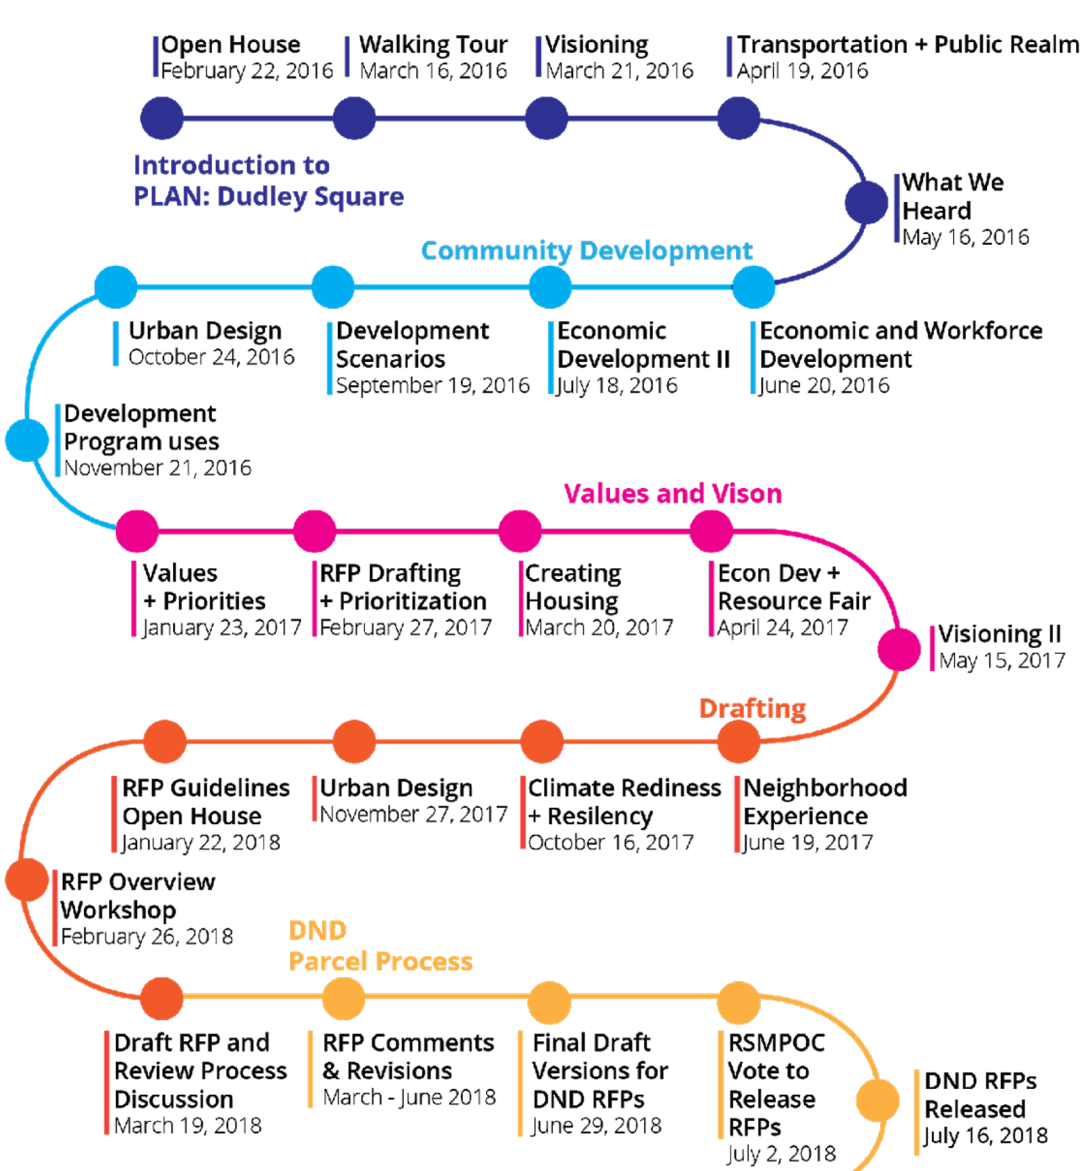 Open House
February 22, 2016
Walking Tour
March 16, 2016
Visioning
March 21, 2016
Transportation + Public Realm
April 19, 2016
Introduction to
PLAN: Dudley Square
What We
Heard
May 16, 2016
Community Development
Urban Design
October 24, 2016
Development
Scenarios
September 19, 2016
Economic
Development II
July 18, 2016
Economic and Workforce
Development
June 20, 2016
Development
Program uses
November 21, 2016
Values and Vison
Values
+ Priorities
January 23, 2017
RFP Drafting
+ Prioritization
February 27, 2017
Creating
Housing
March 20, 2017
Econ Dev +
Resource Fair
April 24, 2017
Visioning II
May 15, 2017
Drafting
RFP Guidelines
Open House
January 22, 2018
Urban Design
November 27, 2017
Climate Rediness
+ Resilency
October 16, 2017
Neighborhood
Experience
June 19, 2017
RFP Overview
Workshop
February 26, 2018
DND
Parcel Process
Draft RFP and
Review Process
Discussion
March 19, 2018
RFP Comments
& Revisions
March - June 2018
Final Draft
Versions for
DND RFPs
June 29, 2018
RSMPOC
Vote to
Release
RFPs
July 2, 2018
DND RFPs
Released
July 16, 2018